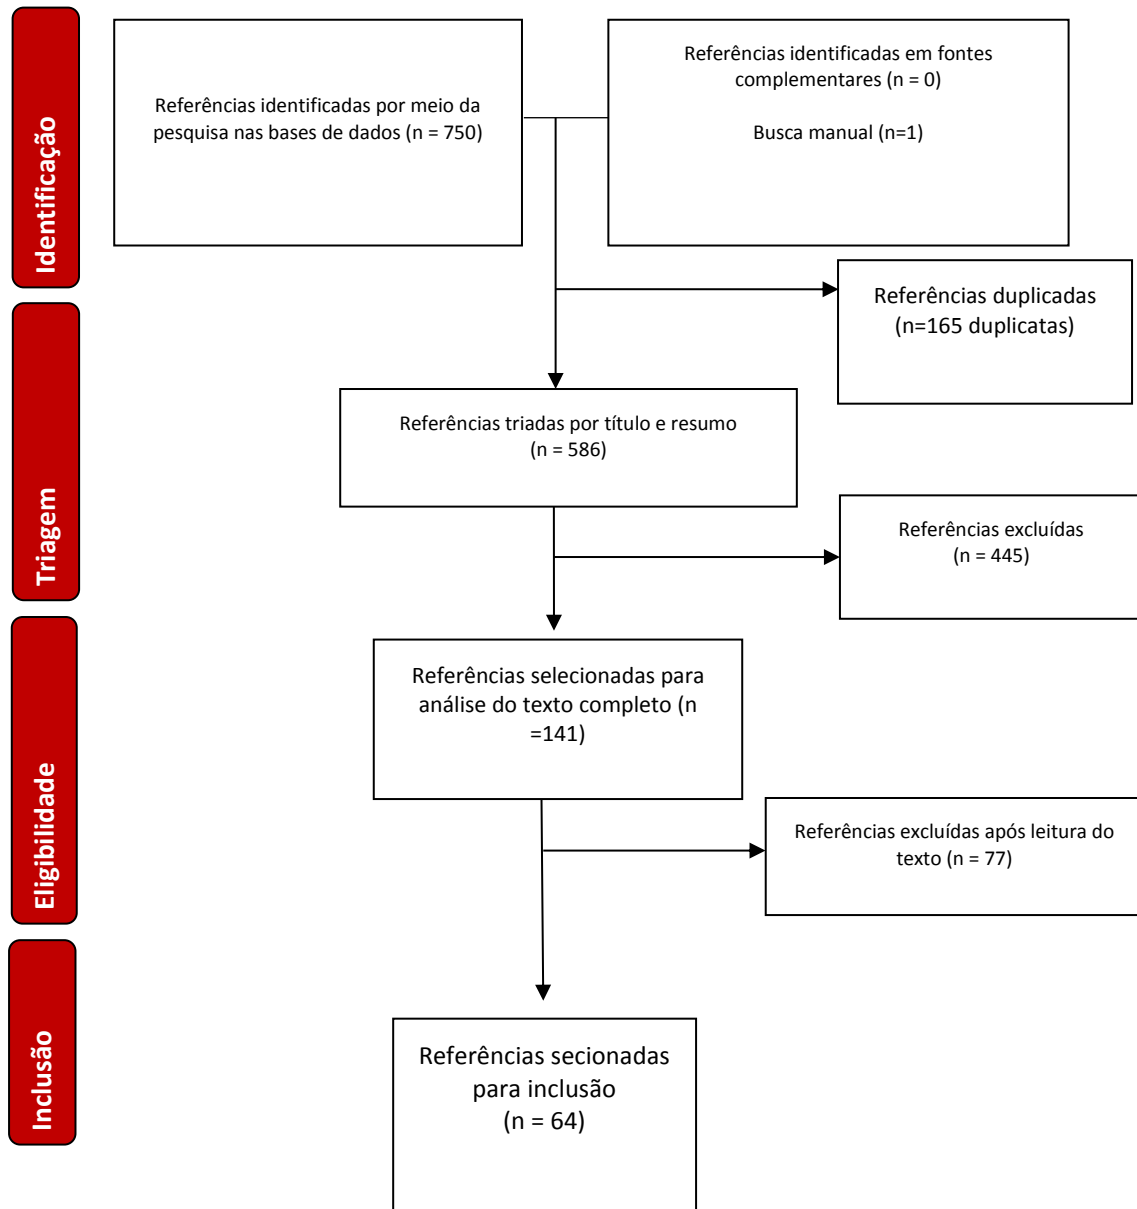 Identificação
Referências identificadas por meio da
pesquisa nas bases de dados (n = 750)
Referências identificadas em fontes
complementares (n = 0)
Busca manual (n=1)
Referências duplicadas
(n=165 duplicatas)
Triagem
Referências triadas por título e resumo
(n = 586)
Referências excluídas
(n = 445)
Eligibilidade
Referências selecionadas para
análise do texto completo (n
=141)
Referências excluídas após leitura do
texto (n = 77)
Inclusão
Referências secionadas
para inclusão
(n = 64)